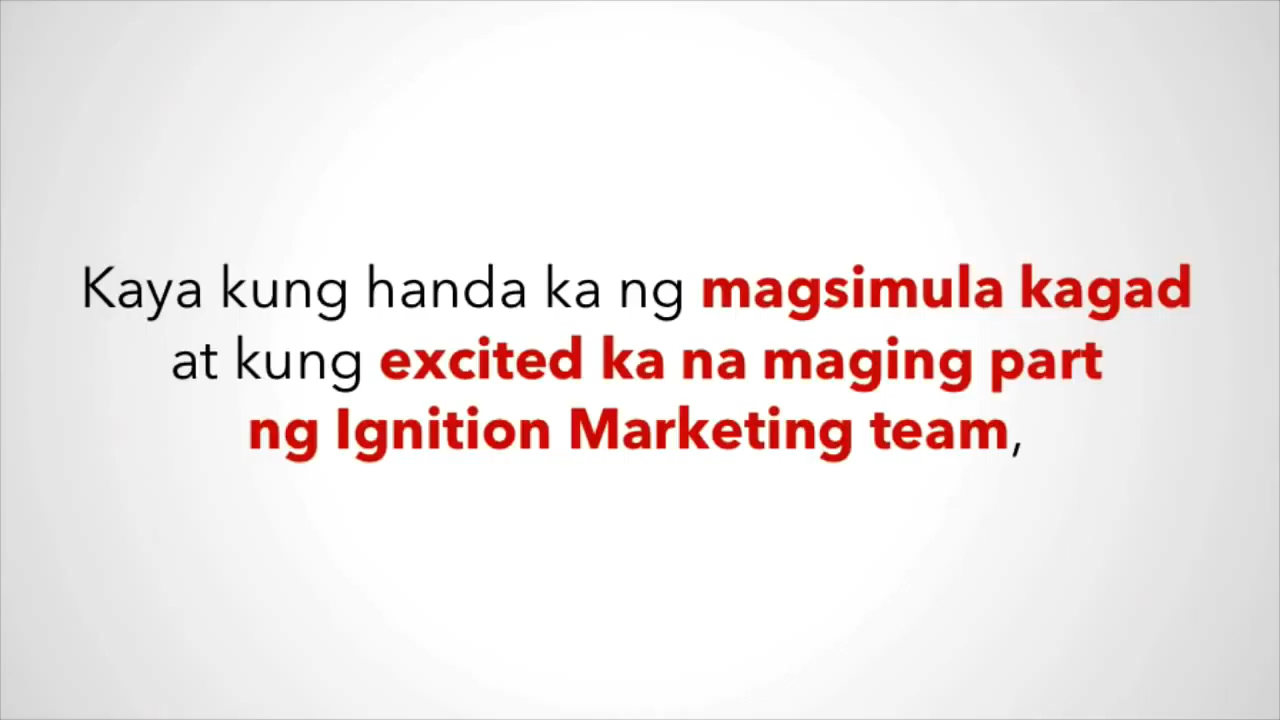 Kaya kung handa ka ng magsimula kagad
at kung excited ka na maging part
ng Ignition Marketing team,